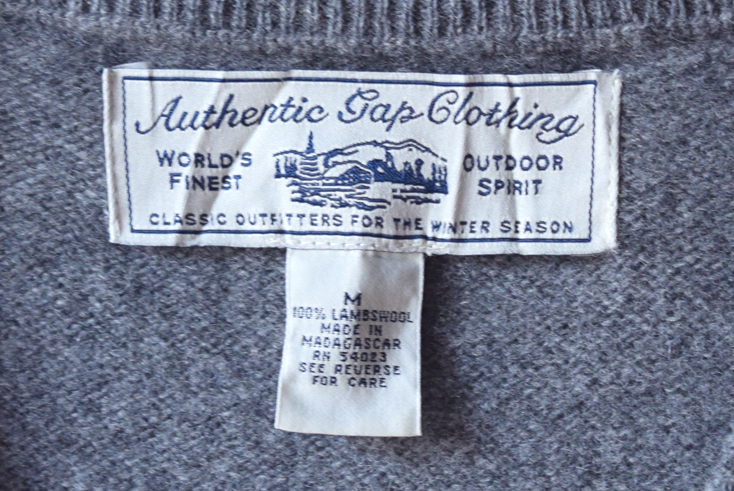 Authentic Gap Clothing
WORLD'S FINEST
OUTDOOR SPIRIT
CLASSIC OUTFITTERS FOR THE WINTER SEASON
M
100% LAMBSWOOL
MADE IN
MADAGASCAR
RN 54023
SEE REVERSE
FOR CARE